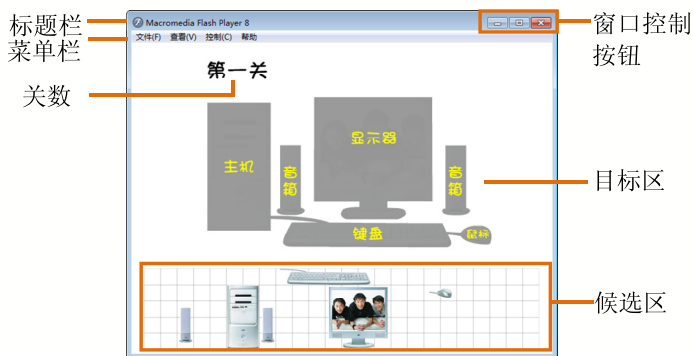 标题栏
Macromedia Flash Player 8
窗口控制
按钮
菜单栏
文件(F) 查看(V) 控制(C) 帮助
第一关
关数
显示器
主机
音箱
音箱
目标区
键盘
鼠标
候选区